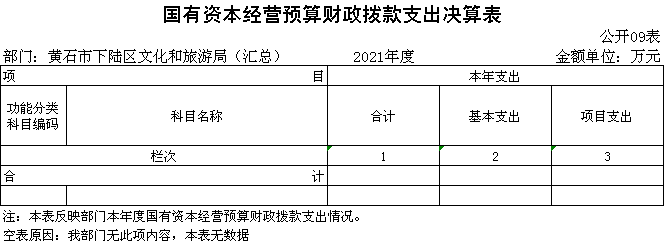 国有资本经营预算财政拨款支出决算表
公开09表
部门：黄石市下陆区文化和旅游局（汇总） 2021年度 金额单位：万元
项 目 本年支出
功能分类科目编码 科目名称 合计 基本支出 项目支出
栏次 1 2 3
合 计
注：本表反映部门本年度国有资本经营预算财政拨款支出情况。
空表原因：我部门无此项内容，本表无数据